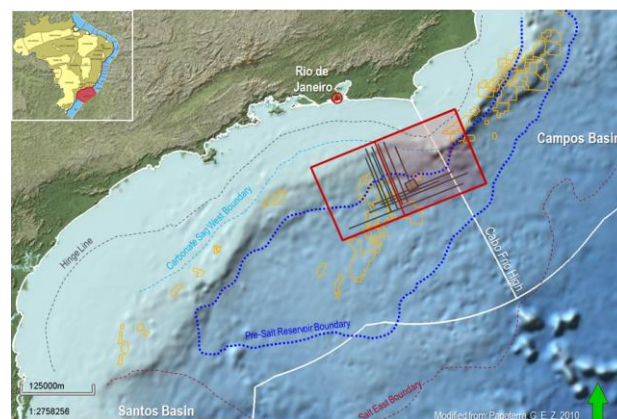 Rio de
Janeiro
Campos Basin
Carbonate Sag West Boundary
Hinge Line
Cabo Frio High
Pre-Salt Reservoir Boundary
125000m
1:2758256
Santos Basin
Salt East Boundary
Modified from Papaterra G. E. Z. 2010